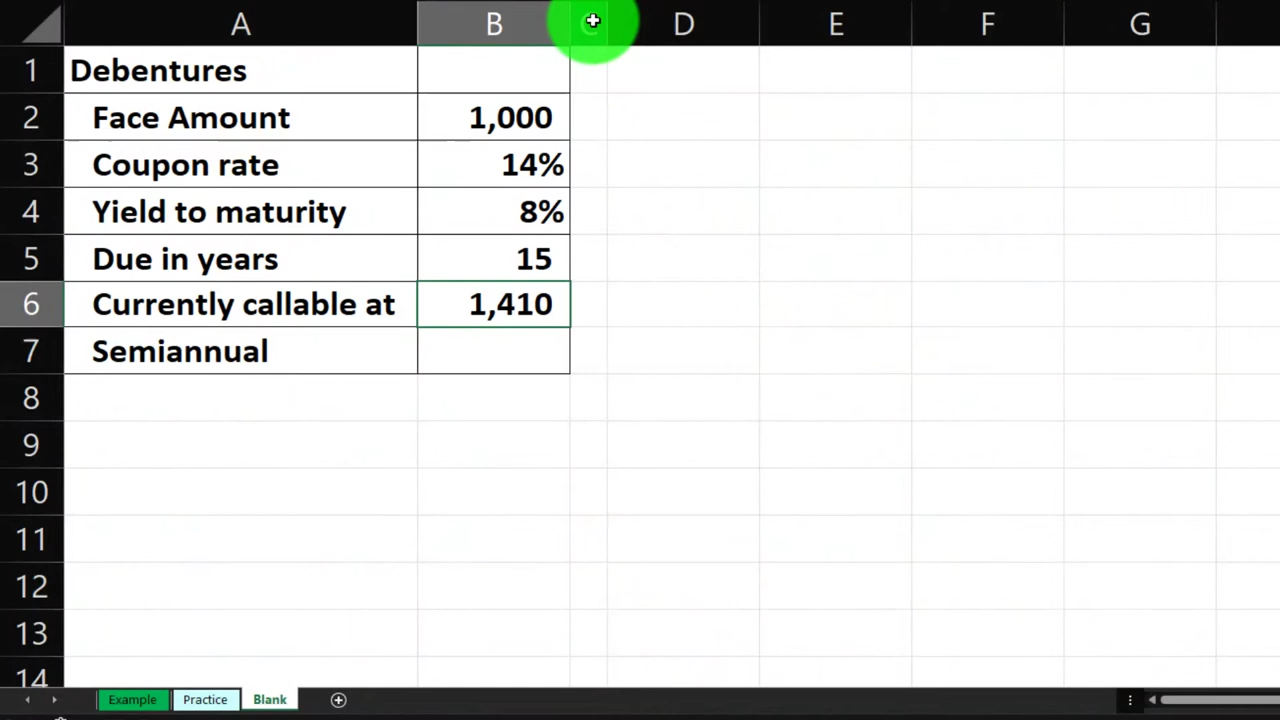 A B C D E F G
1 Debentures
2 Face Amount 1,000
3 Coupon rate 14%
4 Yield to maturity 8%
5 Due in years 15
6 Currently callable at 1,410
7 Semiannual
8
9
10
11
12
13
14
Example Practice Blank